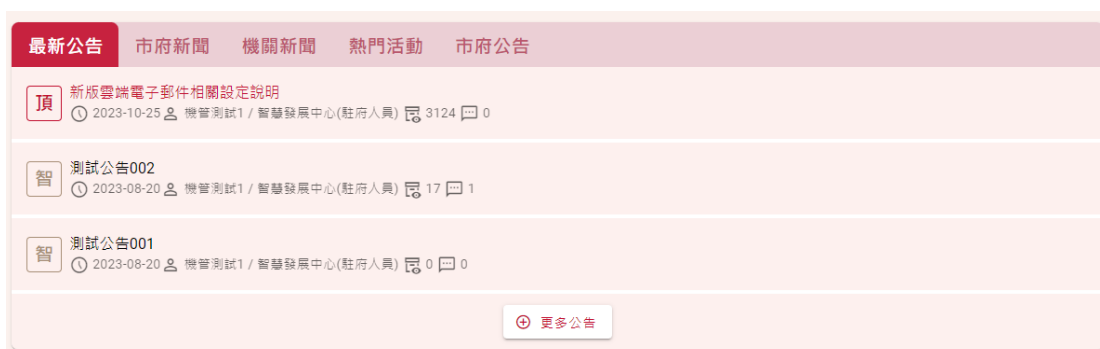 最新公告 市府新聞 機關新聞 熱門活動 市府公告
頂 新版雲端電子郵件相關設定說明
2023-10-25 機管測試1 / 智慧發展中心(駐府人員) 3124 0
智 測試公告002
2023-08-20 機管測試1 / 智慧發展中心(駐府人員) 17 1
智 測試公告001
2023-08-20 機管測試1 / 智慧發展中心(駐府人員) 0 0
更多公告